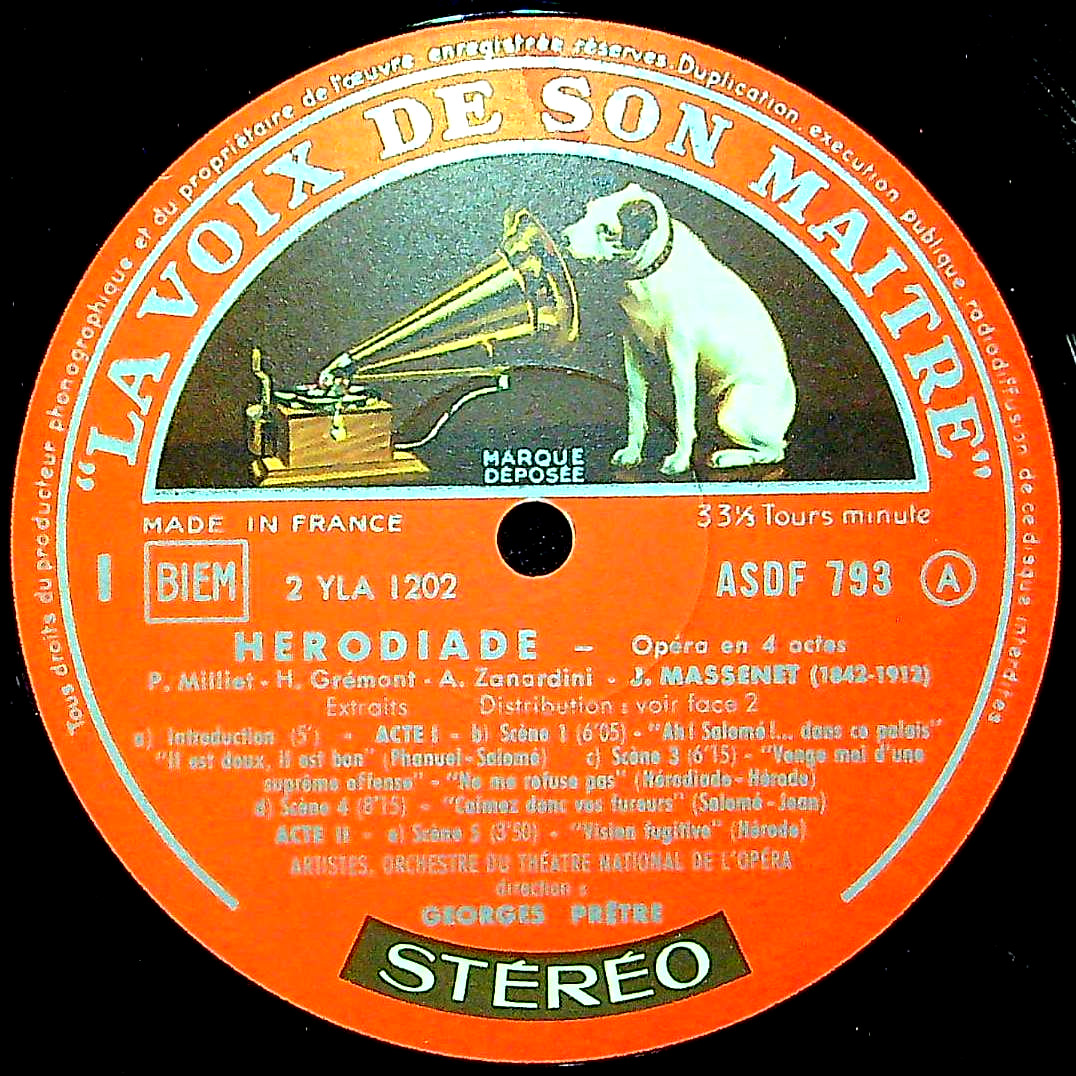 Tous droits du producteur phonographique et du propriétaire de l'œuvre enregistrée réservés. Duplication, execution publique, radiodiffusion de ce disque interdites
"LA VOIX DE SON MAITRE"
MARQUE
DÉPOSÉE
MADE IN FRANCE
33⅓ Tours minute
I BIEM 2 YLA 1202 ASDF 793 A
HERODIADE - Opéra en 4 actes
P. Milliet - H. Grémont - A. Zanardini - J. MASSENET (1842-1912)
Extraits Distribution : voir face 2
a) Introduction (5') - ACTE I - b) Scène 1 (6'05) - "Ah! Salomé!... dans ce palais"
"Il est doux, il est bon" (Phanuel-Salomé) c) Scène 3 (6'15) - "Venge moi d'une
suprême offense" - "Ne me refuse pas" (Hérodiade-Hérode)
d) Scène 4 (8'15) - "Calmez donc vos fureurs" (Salomé-Jean)
ACTE II - e) Scène 5 (3'50) - "Vision fugitive" (Hérode)
ARTISTES, ORCHESTRE DU THÉATRE NATIONAL DE L'OPÉRA
direction :
GEORGES PRÊTRE
STÉRÉO